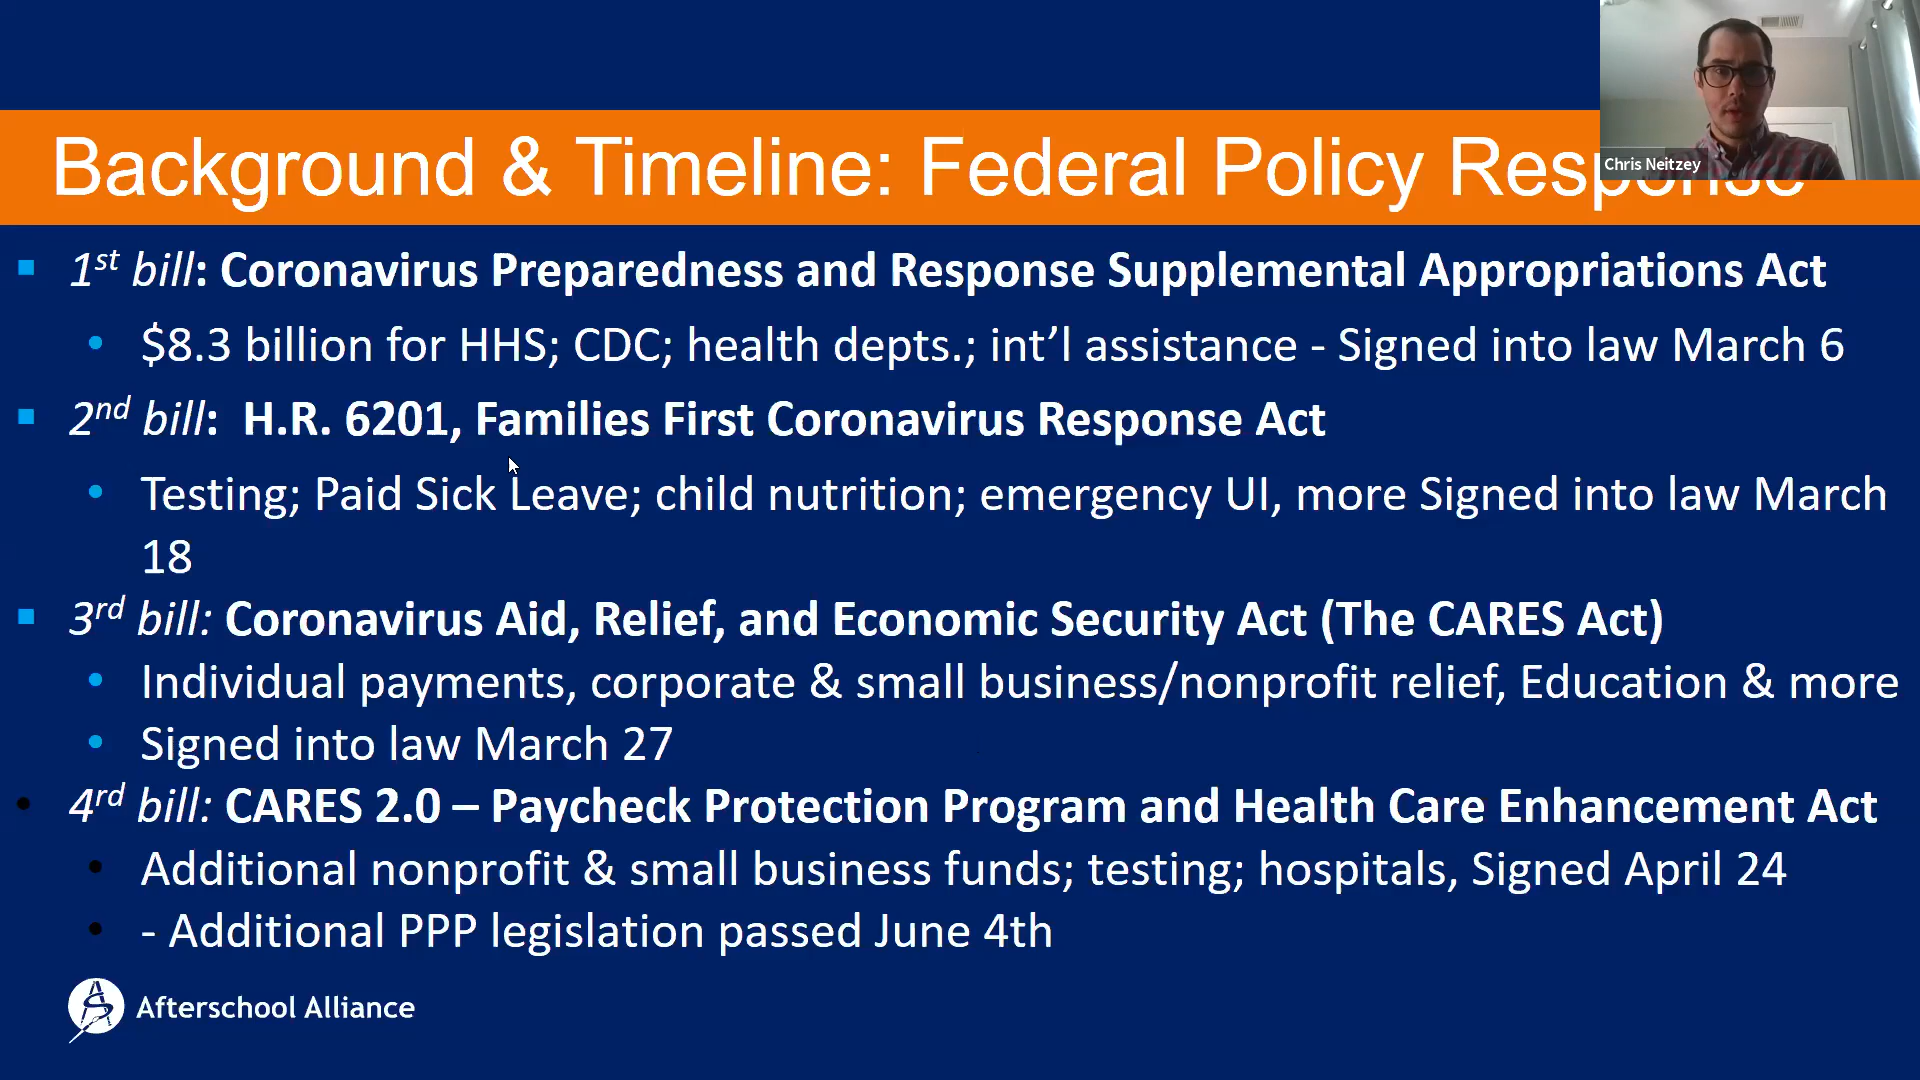 Background & Timeline: Federal Policy Response
Chris Neitzey
1st bill: Coronavirus Preparedness and Response Supplemental Appropriations Act
$8.3 billion for HHS; CDC; health depts.; int’l assistance - Signed into law March 6
2nd bill: H.R. 6201, Families First Coronavirus Response Act
Testing; Paid Sick Leave; child nutrition; emergency UI, more Signed into law March
18
3rd bill: Coronavirus Aid, Relief, and Economic Security Act (The CARES Act)
Individual payments, corporate & small business/nonprofit relief, Education & more
Signed into law March 27
4rd bill: CARES 2.0 – Paycheck Protection Program and Health Care Enhancement Act
Additional nonprofit & small business funds; testing; hospitals, Signed April 24
- Additional PPP legislation passed June 4th
Afterschool Alliance